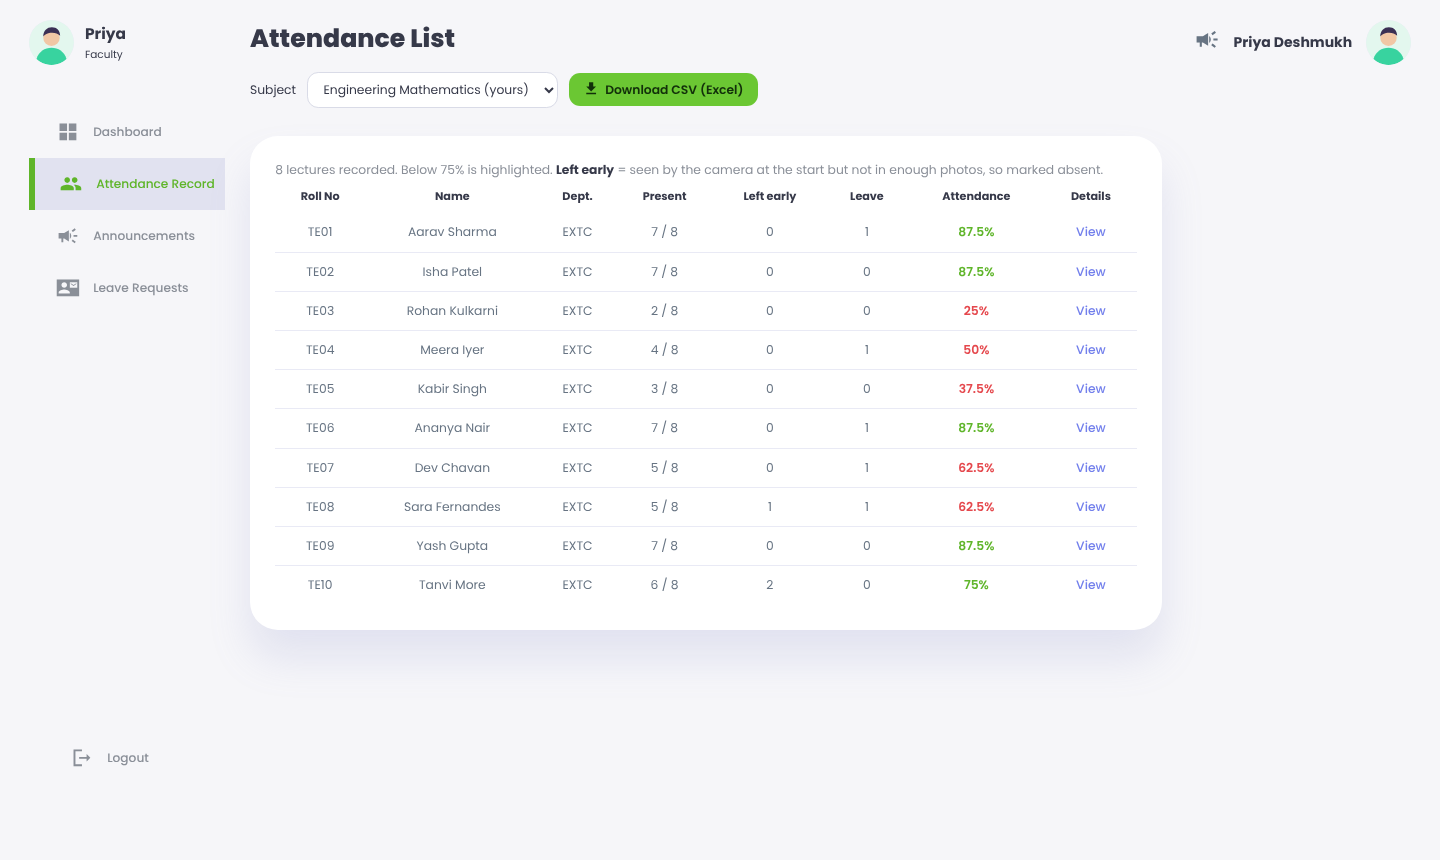 Priya
Faculty
Dashboard
Attendance Record
Announcements
Leave Requests
Logout
Attendance List
Priya Deshmukh
Subject Engineering Mathematics (yours) Download CSV (Excel)
8 lectures recorded. Below 75% is highlighted. Left early = seen by the camera at the start but not in enough photos, so marked absent.
Roll No Name Dept. Present Left early Leave Attendance Details
TE01 Aarav Sharma EXTC 7 / 8 0 1 87.5% View
TE02 Isha Patel EXTC 7 / 8 0 0 87.5% View
TE03 Rohan Kulkarni EXTC 2 / 8 0 0 25% View
TE04 Meera Iyer EXTC 4 / 8 0 1 50% View
TE05 Kabir Singh EXTC 3 / 8 0 0 37.5% View
TE06 Ananya Nair EXTC 7 / 8 0 1 87.5% View
TE07 Dev Chavan EXTC 5 / 8 0 1 62.5% View
TE08 Sara Fernandes EXTC 5 / 8 1 1 62.5% View
TE09 Yash Gupta EXTC 7 / 8 0 0 87.5% View
TE10 Tanvi More EXTC 6 / 8 2 0 75% View